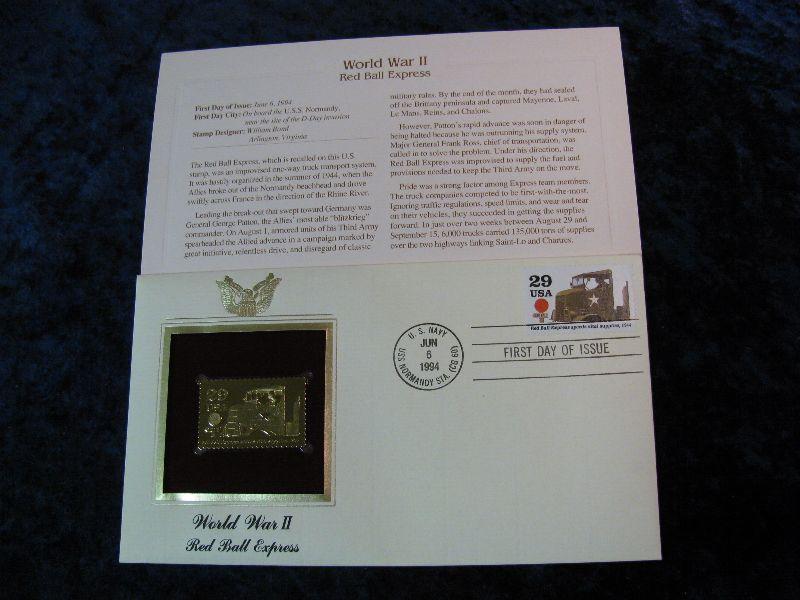 World War II
Red Ball Express
First Day of Issue: June 6, 1994
First Day City: On board the U.S.S. Normandy,
near the site of the D-Day invasion
Stamp Designer: William Bond
Arlington, Virginia
The Red Ball Express, which is recalled on this U.S.
stamp, was an improvised one-way truck transport system.
It was hastily organized in the summer of 1944, when the
Allies broke out of the Normandy beachhead and drove
swiftly across France in the direction of the Rhine River.
Leading the break-out that swept toward Germany was
General George Patton, the Allies' most able "blitzkrieg"
commander. On August 1, armored units of his Third Army
spearheaded the Allied advance in a campaign marked by
great initiative, relentless drive, and disregard of classic
military rules. By the end of the month, they had sealed
off the Brittany peninsula and captured Mayenne, Laval,
Le Mans, Reins, and Chalons.
However, Patton's rapid advance was soon in danger of
being halted because he was outrunning his supply system.
Major General Frank Ross, chief of transportation, was
called in to solve the problem. Under his direction, the
Red Ball Express was improvised to supply the fuel and
provisions needed to keep the Third Army on the move.
Pride was a strong factor among Express team members.
The truck companies competed to be first-with-the-most.
Ignoring traffic regulations, speed limits, and wear and tear
on their vehicles, they succeeded in getting the supplies
forward. In just over two weeks between August 29 and
September 15, 6,000 trucks carried 135,000 tons of supplies
over the two highways linking Saint-Lo and Chartres.
29
USA
Red Ball Express speeds vital supplies, 1944
U.S. NAVY
JUN
6
1994
USS NORMANDY STA. (CG 60)
FIRST DAY OF ISSUE
29
USA
World War II
Red Ball Express